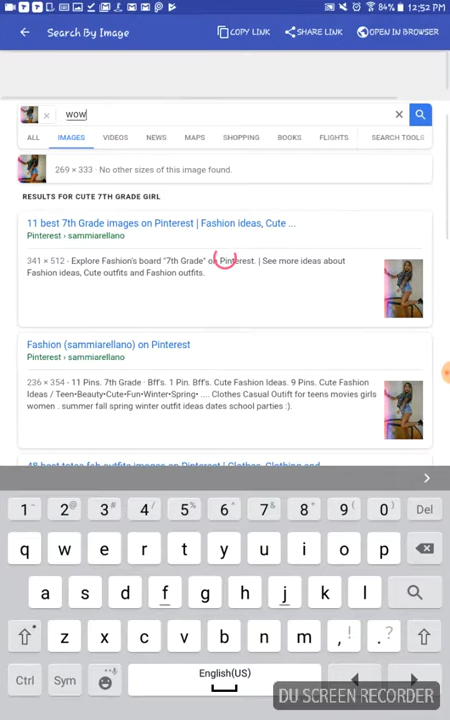 84% 12:52 PM
Search By Image COPY LINK SHARE LINK OPEN IN BROWSER
wow
ALL IMAGES VIDEOS NEWS MAPS SHOPPING BOOKS FLIGHTS SEARCH TOOLS
269 × 333 · No other sizes of this image found.
RESULTS FOR CUTE 7TH GRADE GIRL
11 best 7th Grade images on Pinterest | Fashion ideas, Cute ...
Pinterest › sammiarellano
341 × 512 - Explore Fashion's board "7th Grade" on Pinterest. | See more ideas about
Fashion ideas, Cute outfits and Fashion outfits.
Fashion (sammiarellano) on Pinterest
Pinterest › sammiarellano
236 × 354 - 11 Pins. 7th Grade · Bff's. 1 Pin. Bff's. Cute Fashion Ideas. 9 Pins. Cute Fashion
Ideas / Teen•Beauty•Cute•Fun•Winter•Spring• .... Clothes Casual Outift for teens movies girls
women . summer fall spring winter outfit ideas dates school parties :).
1 - 2 @ 3 # 4 / 5 % 6 ^ 7 & 8 * 9 ( 0 ) Del
q w e r t y u i o p
a s d f g h j k l
z x c v b n m , ! . ?
Ctrl Sym English(US)
DU SCREEN RECORDER